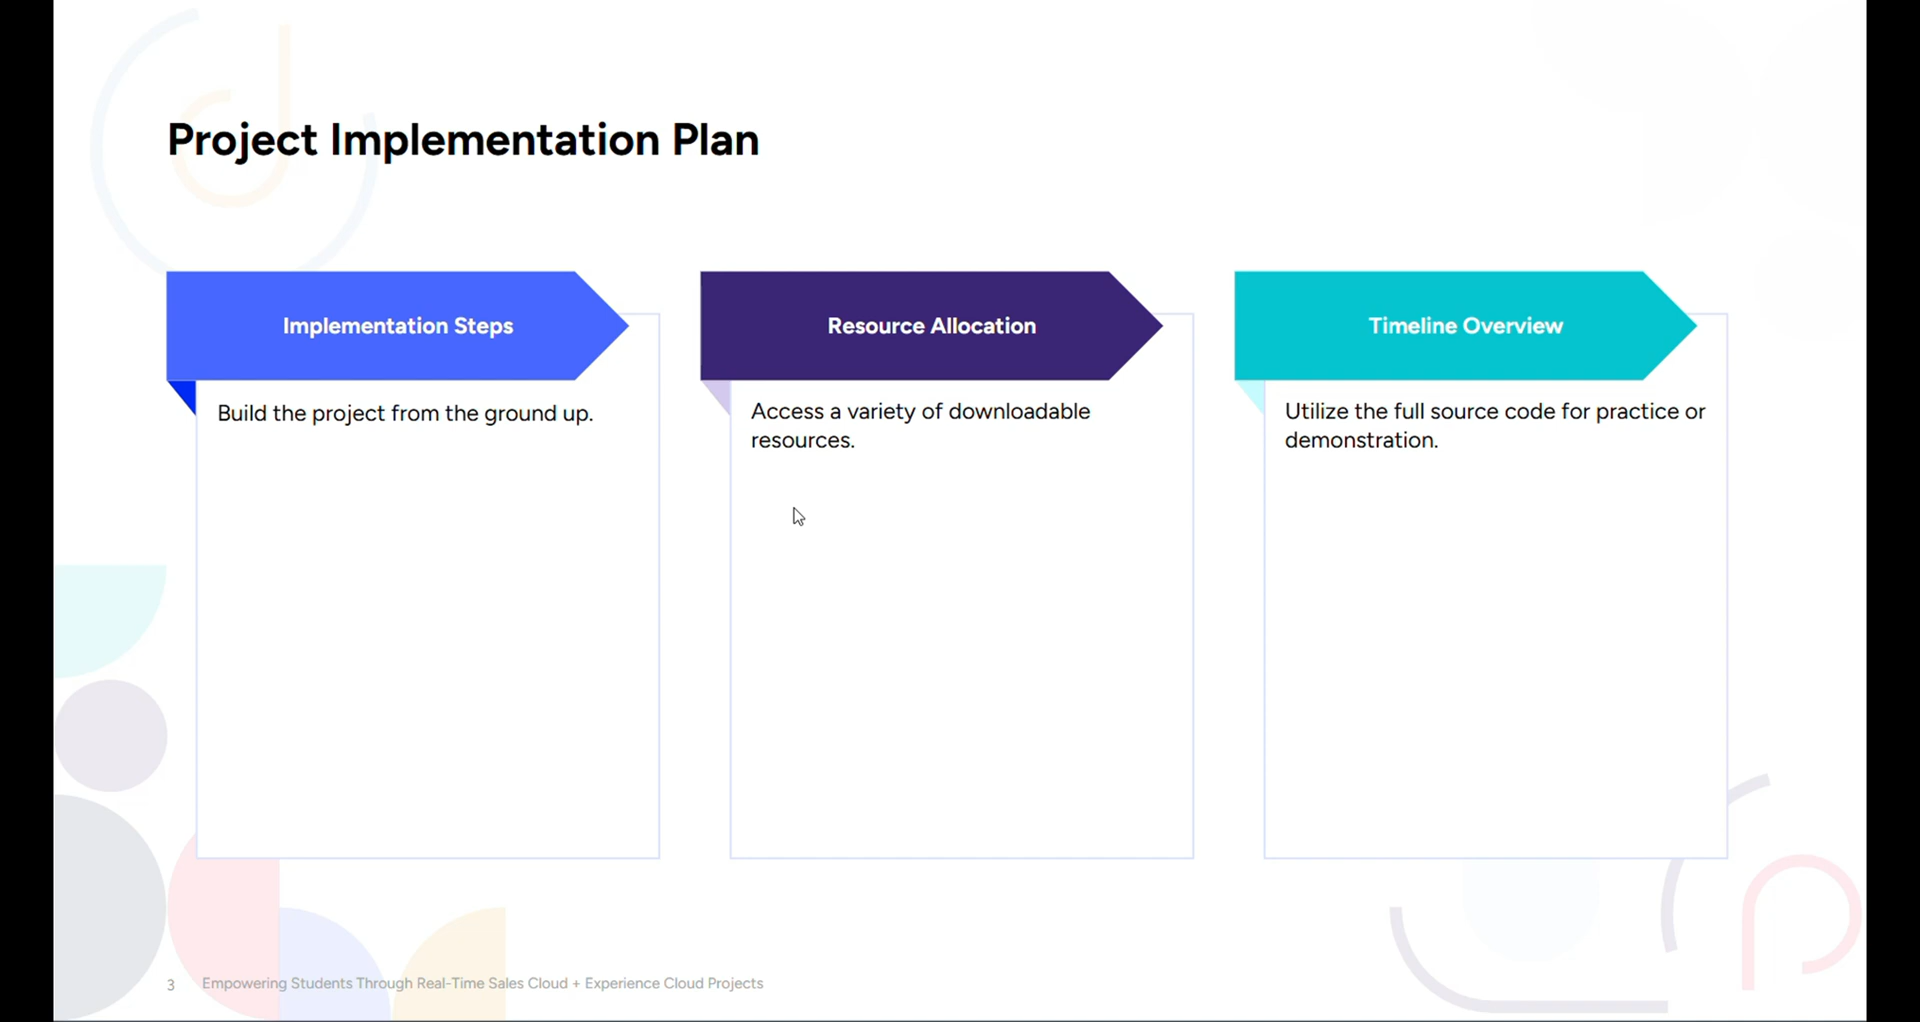 Project Implementation Plan
Implementation Steps
Build the project from the ground up.
Resource Allocation
Access a variety of downloadable
resources.
Timeline Overview
Utilize the full source code for practice or
demonstration.
3 Empowering Students Through Real-Time Sales Cloud + Experience Cloud Projects